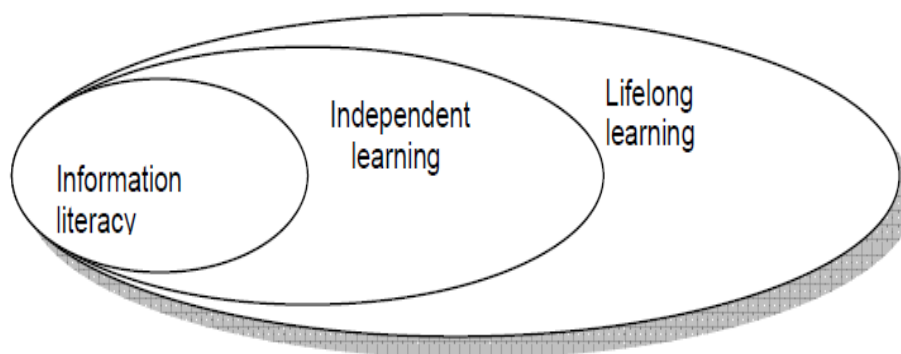 Information
literacy
Independent
learning
Lifelong
learning